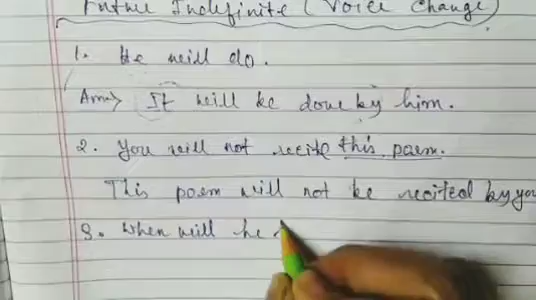 Future Indefinite (Voice Change)
1. He will do.
Ans→ It will be done by him.
2. You will not recite this poem.
This poem will not be recited by you
3. When will he